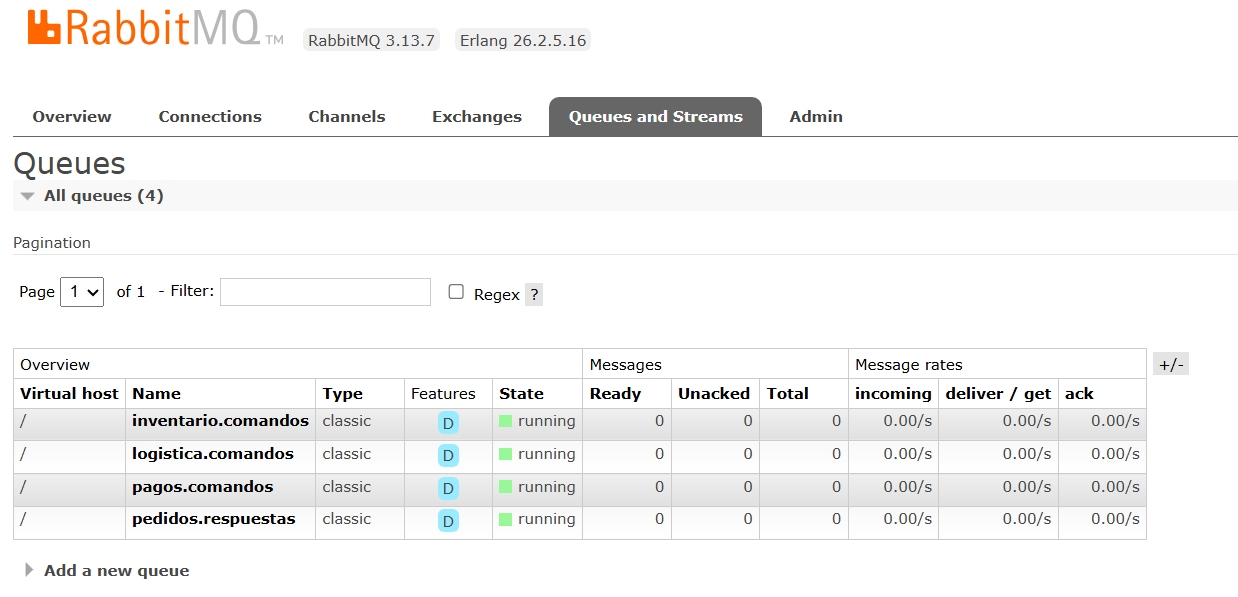 RabbitMQ TM RabbitMQ 3.13.7 Erlang 26.2.5.16
Overview Connections Channels Exchanges Queues and Streams Admin
Queues
All queues (4)
Pagination
Page 1 of 1 - Filter: Regex ?
Overview Messages Message rates +/-
Virtual host Name Type Features State Ready Unacked Total incoming deliver / get ack
/ inventario.comandos classic D running 0 0 0 0.00/s 0.00/s 0.00/s
/ logistica.comandos classic D running 0 0 0 0.00/s 0.00/s 0.00/s
/ pagos.comandos classic D running 0 0 0 0.00/s 0.00/s 0.00/s
/ pedidos.respuestas classic D running 0 0 0 0.00/s 0.00/s 0.00/s
Add a new queue